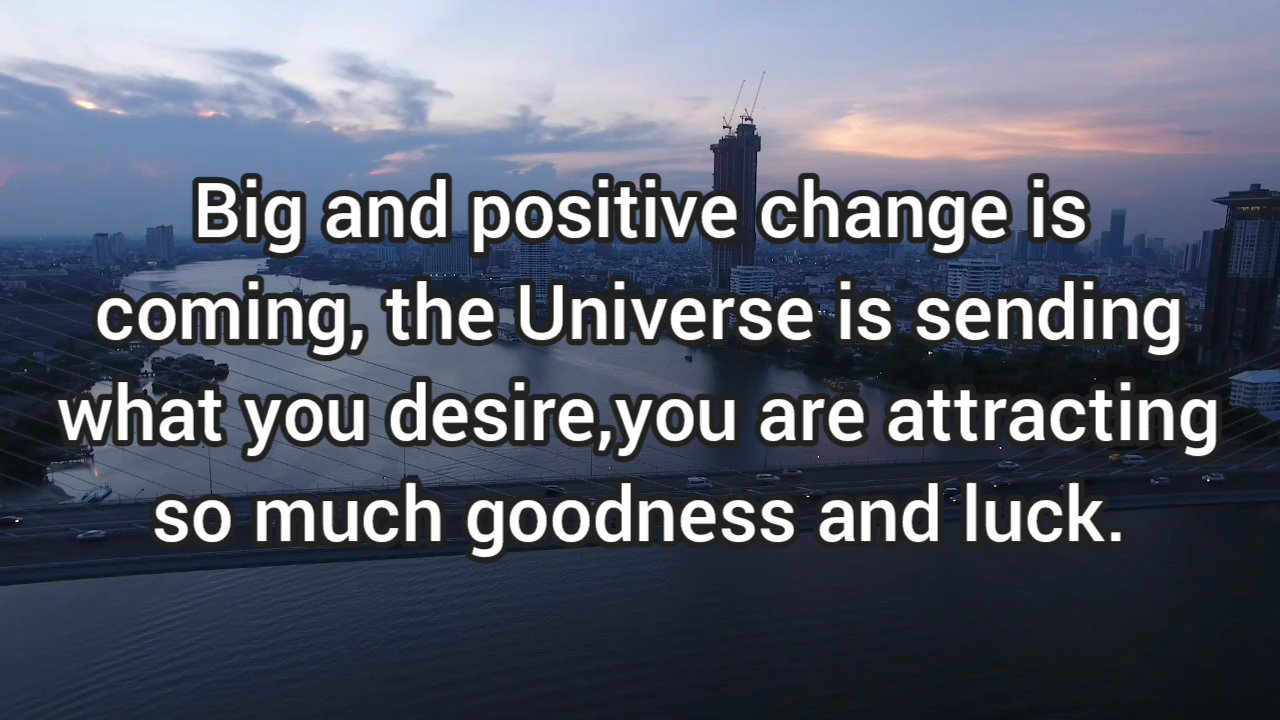 Big and positive change is
coming, the Universe is sending
what you desire,you are attracting
so much goodness and luck.